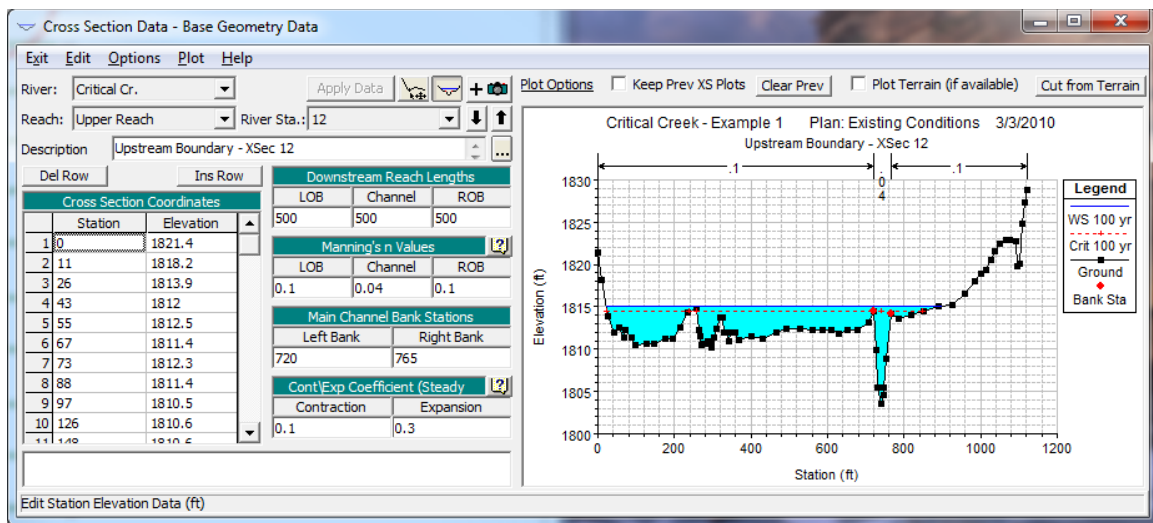 Cross Section Data - Base Geometry Data
Exit Edit Options Plot Help
River: Critical Cr. Apply Data
Reach: Upper Reach River Sta.: 12
Description Upstream Boundary - XSec 12 ...
Del Row Ins Row
Cross Section Coordinates
Station Elevation
1 0 1821.4
2 11 1818.2
3 26 1813.9
4 43 1812
5 55 1812.5
6 67 1811.4
7 73 1812.3
8 88 1811.4
9 97 1810.5
10 126 1810.6
11 148 1810.6
Downstream Reach Lengths
LOB Channel ROB
500 500 500
Manning's n Values
LOB Channel ROB
0.1 0.04 0.1
Main Channel Bank Stations
Left Bank Right Bank
720 765
Cont\Exp Coefficient (Steady
Contraction Expansion
0.1 0.3
Plot Options Keep Prev XS Plots Clear Prev Plot Terrain (if available) Cut from Terrain
Critical Creek - Example 1 Plan: Existing Conditions 3/3/2010
Upstream Boundary - XSec 12
.1 .04 .1
1830
1825
1820
1815
1810
1805
1800
Elevation (ft)
0 200 400 600 800 1000 1200
Station (ft)
Legend
WS 100 yr
Crit 100 yr
Ground
Bank Sta
Edit Station Elevation Data (ft)